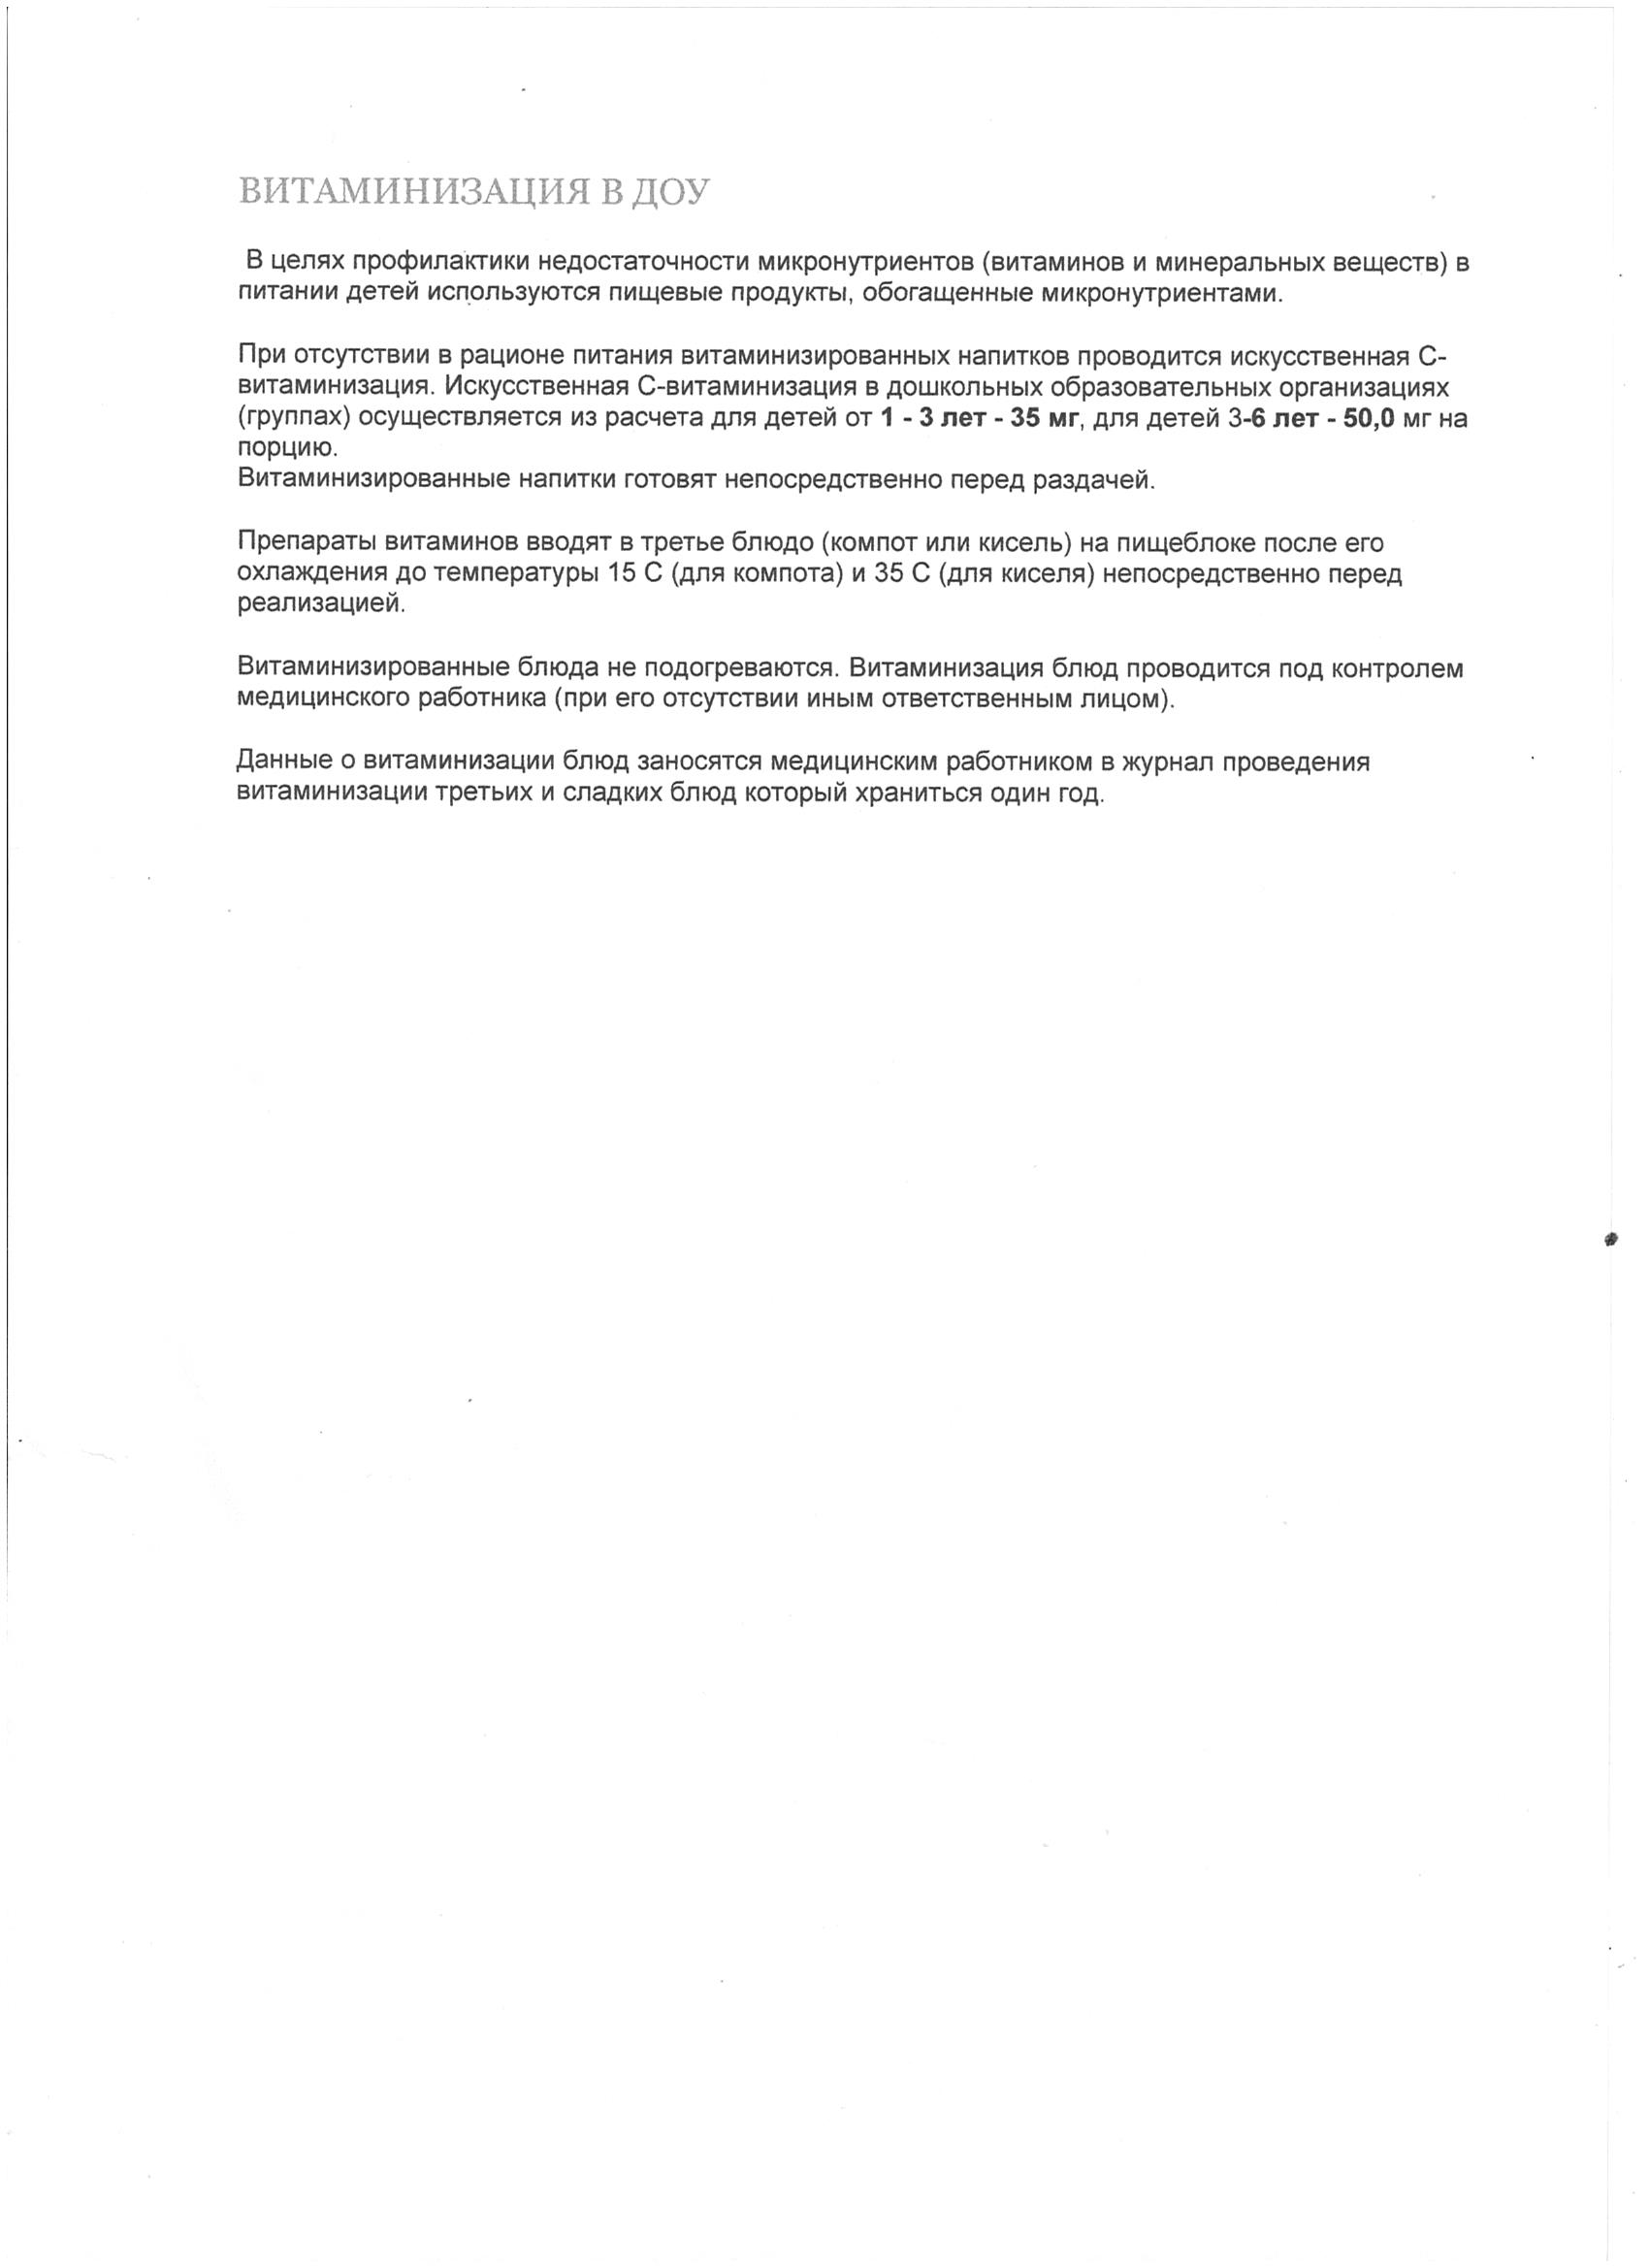 ВИТАМИНИЗАЦИЯ В ДОУ
В целях профилактики недостаточности микронутриентов (витаминов и минеральных веществ) в
питании детей используются пищевые продукты, обогащенные микронутриентами.
При отсутствии в рационе питания витаминизированных напитков проводится искусственная С-
витаминизация. Искусственная С-витаминизация в дошкольных образовательных организациях
(группах) осуществляется из расчета для детей от 1 - 3 лет - 35 мг, для детей 3-6 лет - 50,0 мг на
порцию.
Витаминизированные напитки готовят непосредственно перед раздачей.
Препараты витаминов вводят в третье блюдо (компот или кисель) на пищеблоке после его
охлаждения до температуры 15 С (для компота) и 35 С (для киселя) непосредственно перед
реализацией.
Витаминизированные блюда не подогреваются. Витаминизация блюд проводится под контролем
медицинского работника (при его отсутствии иным ответственным лицом).
Данные о витаминизации блюд заносятся медицинским работником в журнал проведения
витаминизации третьих и сладких блюд который храниться один год.